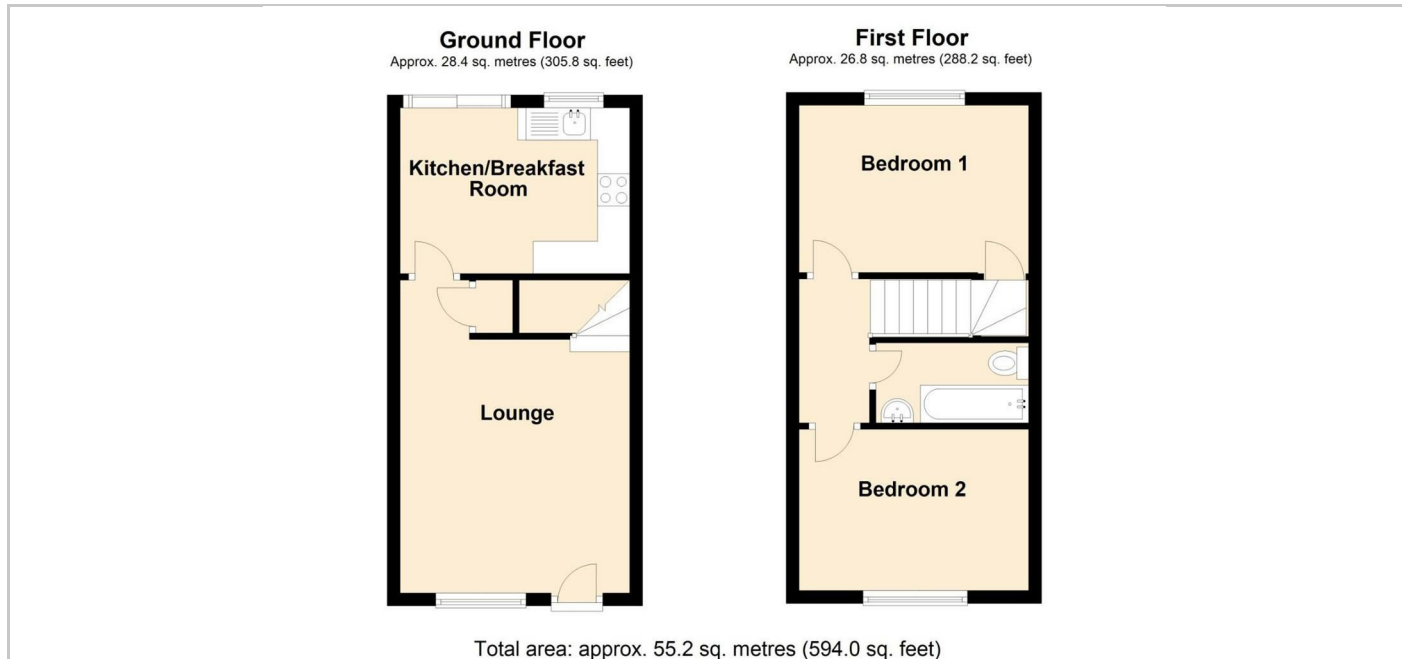 Ground Floor
Approx. 28.4 sq. metres (305.8 sq. feet)
Kitchen/Breakfast
Room
Lounge
First Floor
Approx. 26.8 sq. metres (288.2 sq. feet)
Bedroom 1
Bedroom 2
Total area: approx. 55.2 sq. metres (594.0 sq. feet)